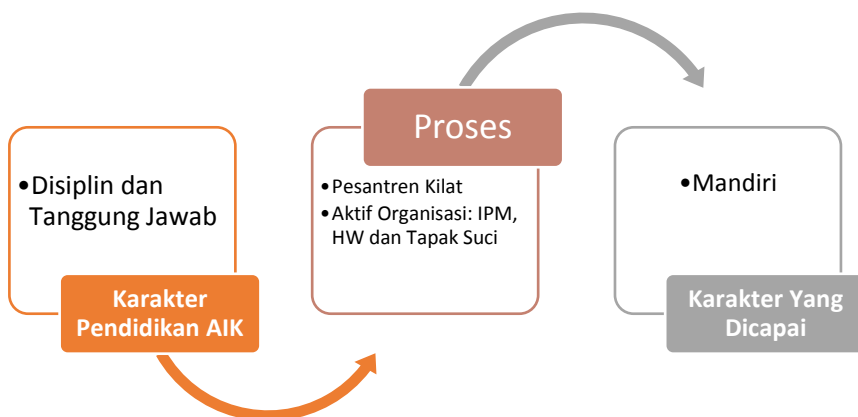 •Disiplin dan
Tanggung Jawab
Karakter
Pendidikan AIK
Proses
•Pesantren Kilat
•Aktif Organisasi: IPM,
HW dan Tapak Suci
•Mandiri
Karakter Yang
Dicapai